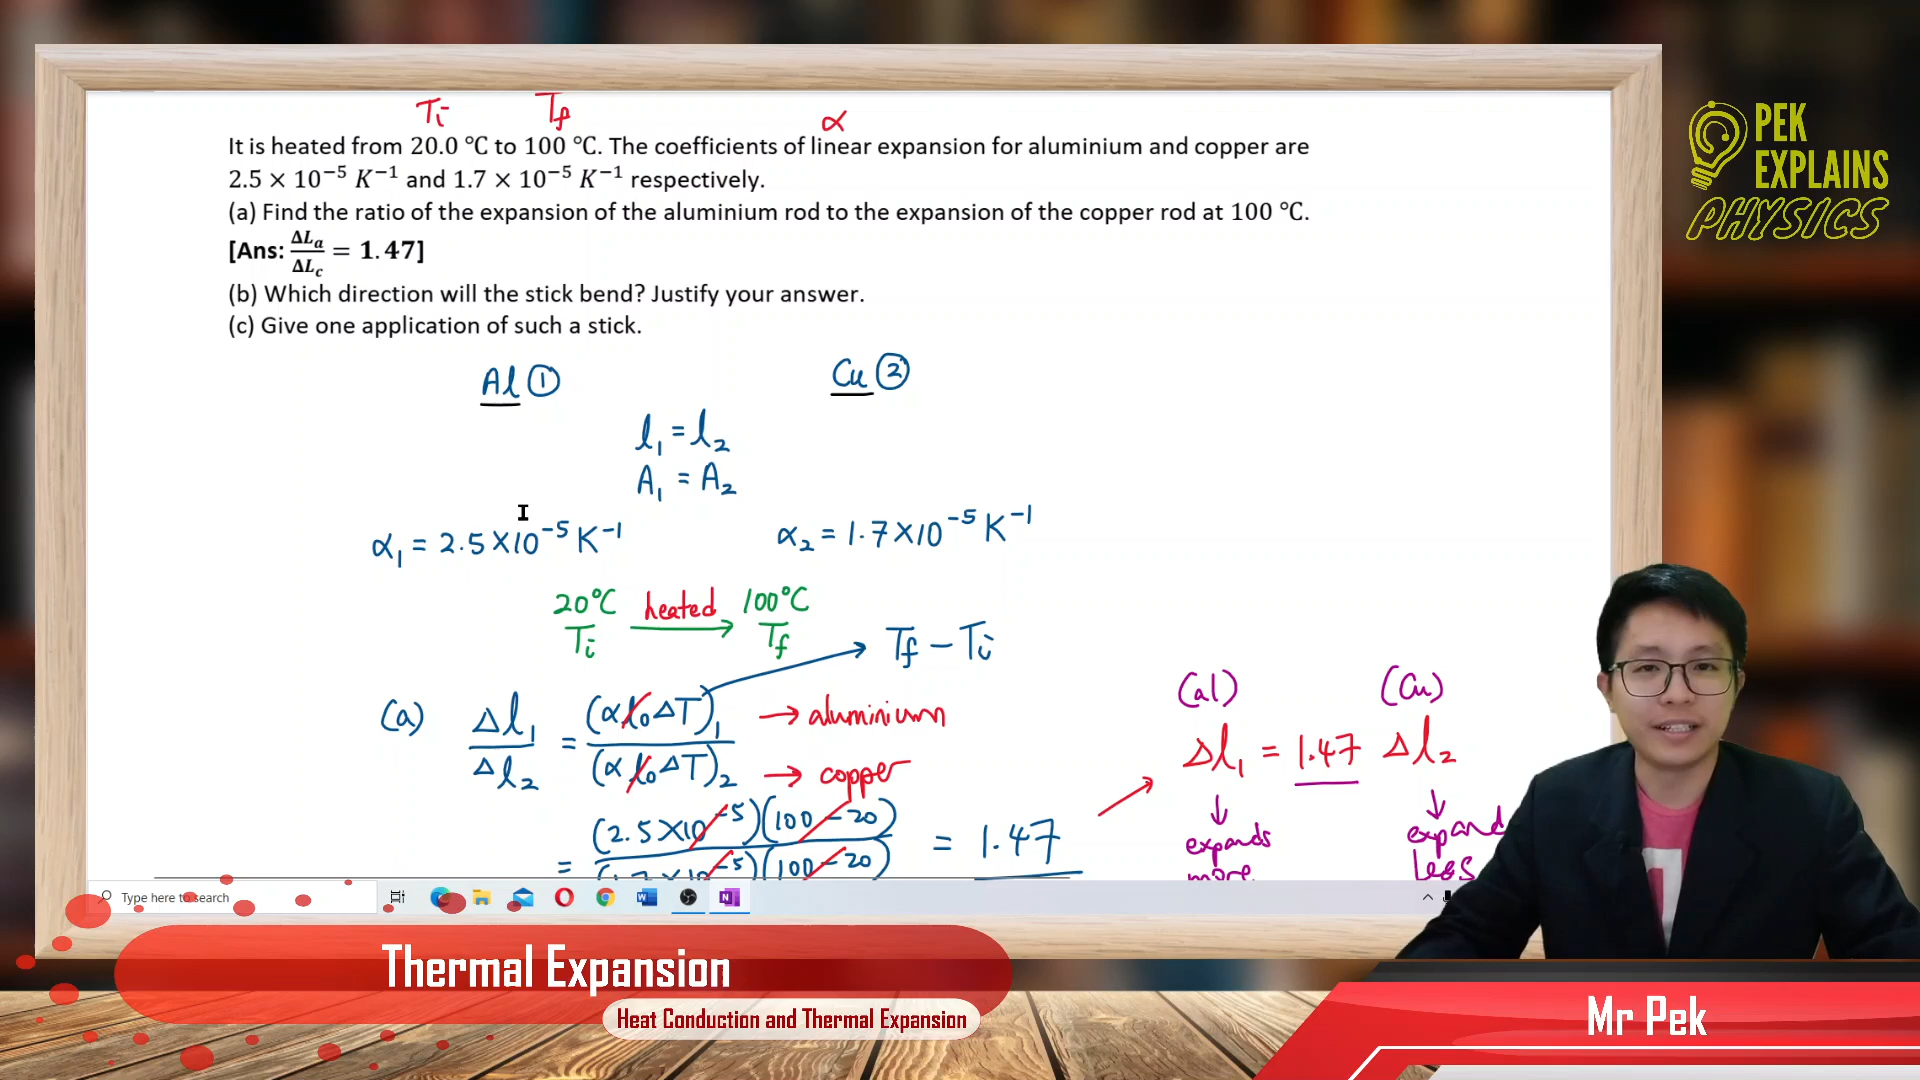 Ti Tf α
It is heated from 20.0 ℃ to 100 ℃. The coefficients of linear expansion for aluminium and copper are
2.5 × 10⁻⁵ K⁻¹ and 1.7 × 10⁻⁵ K⁻¹ respectively.
(a) Find the ratio of the expansion of the aluminium rod to the expansion of the copper rod at 100 ℃.
[Ans: ΔLa/ΔLc = 1.47]
(b) Which direction will the stick bend? Justify your answer.
(c) Give one application of such a stick.
Al ① Cu ②
l₁ = l₂
A₁ = A₂
α₁ = 2.5×10⁻⁵ K⁻¹ α₂ = 1.7×10⁻⁵ K⁻¹
20°C heated 100°C
Ti → Tf
Tf − Ti
(a) Δl₁/Δl₂ = (αl₀ΔT)₁/(αl₀ΔT)₂
→ aluminium
→ copper
= (2.5×10⁻⁵)(100−20)/(1.7×10⁻⁵)(100−20) = 1.47
(al) (Cu)
Δl₁ = 1.47 Δl₂
↓ ↓
expands expand
more less
Type here to search
PEK
EXPLAINS
PHYSICS
Thermal Expansion
Heat Conduction and Thermal Expansion
Mr Pek